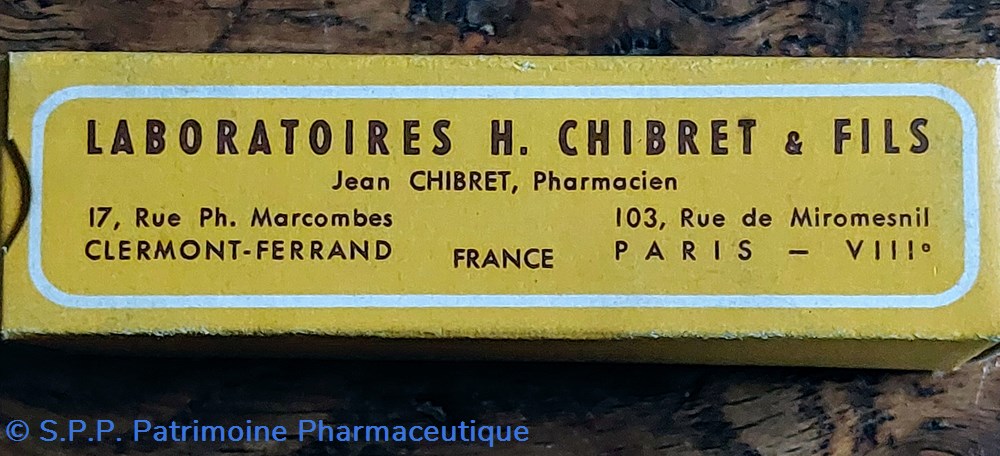 LABORATOIRES H. CHIBRET & FILS
Jean CHIBRET, Pharmacien
17, Rue Ph. Marcombes
CLERMONT-FERRAND
FRANCE
103, Rue de Miromesnil
PARIS – VIIIᵉ
© S.P.P. Patrimoine Pharmaceutique